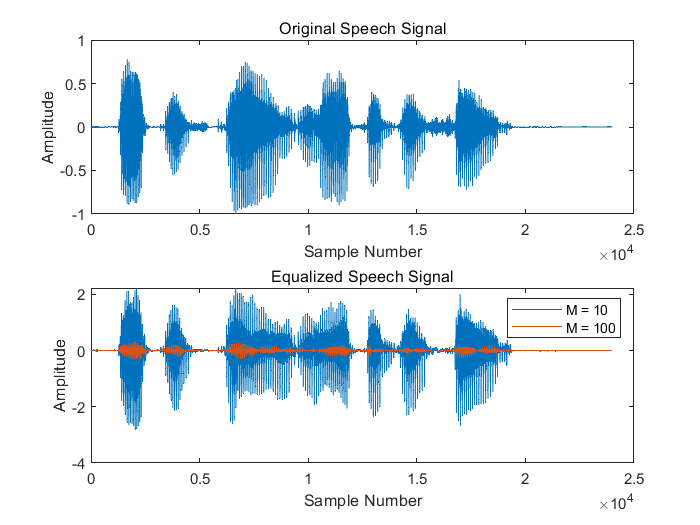 Original Speech Signal
1
0.5
0
-0.5
-1
Amplitude
0 0.5 1 1.5 2 2.5
Sample Number
×10^4
Equalized Speech Signal
2
0
-2
-4
Amplitude
M = 10
M = 100
0 0.5 1 1.5 2 2.5
Sample Number
×10^4